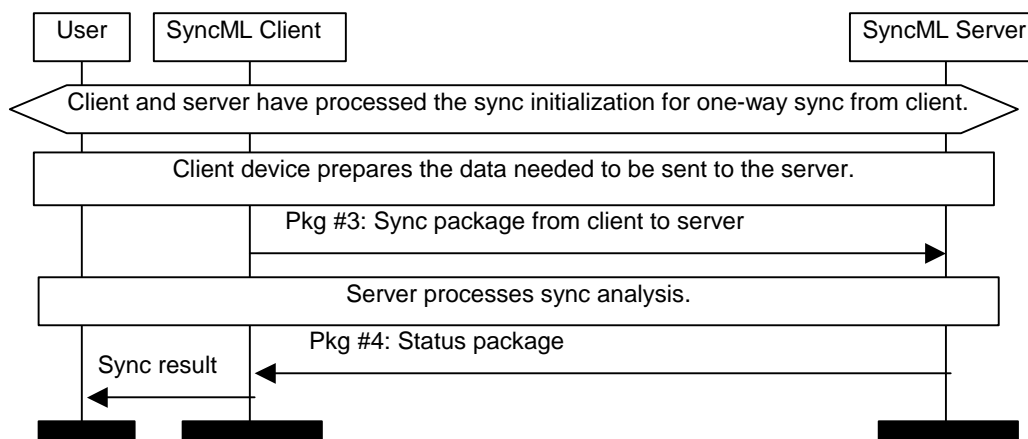 User
SyncML Client
SyncML Server
Client and server have processed the sync initialization for one-way sync from client.
Client device prepares the data needed to be sent to the server.
Pkg #3: Sync package from client to server
Server processes sync analysis.
Pkg #4: Status package
Sync result